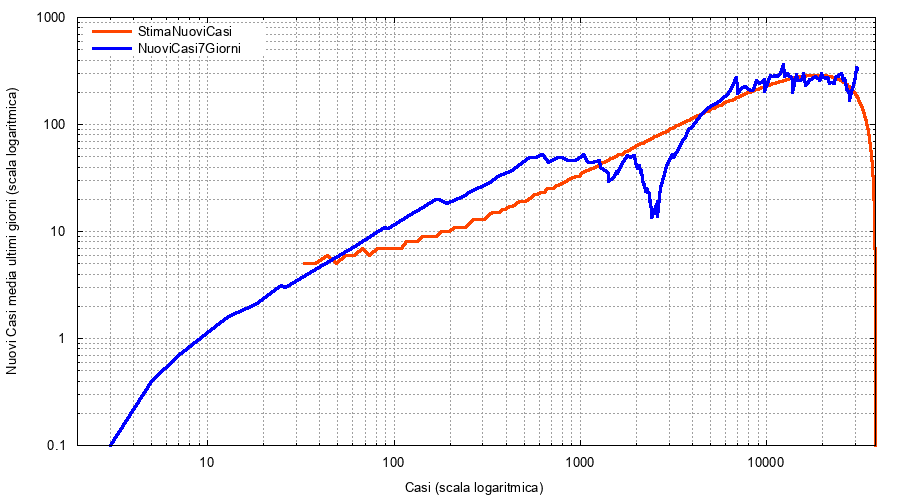 1000
StimaNuoviCasi
NuoviCasi7Giorni
100
10
1
0.1
Nuovi Casi media ultimi giorni (scala logaritmica)
10
100
1000
10000
Casi (scala logaritmica)